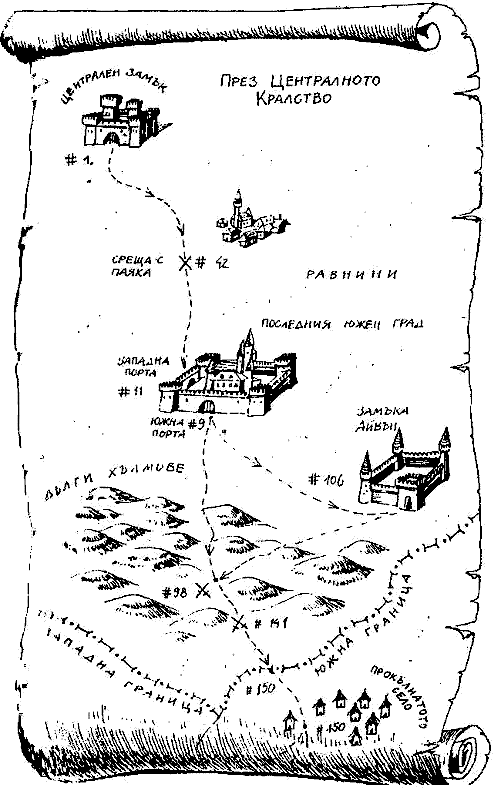 ПРЕЗ ЦЕНТРАЛНОТО
КРАЛСТВО
ЦЕНТРАЛЕН ЗАМЪК
# 1.
СРЕЩА С
ПАЯКА
# 42
РАВНИНИ
ПОСЛЕДНИЯ ЮЖЕН ГРАД
ЗАПАДНА
ПОРТА
# 11
ЮЖНА
ПОРТА
# 9
ЗАМЪКА
АЙВЪН
# 106
ДЪЛГИ ХЪЛМОВЕ
# 98
# 141
ЗАПАДНА ГРАНИЦА
ЮЖНА ГРАНИЦА
# 150
ПРОКЪЛНАТОТО
СЕЛО
# 150